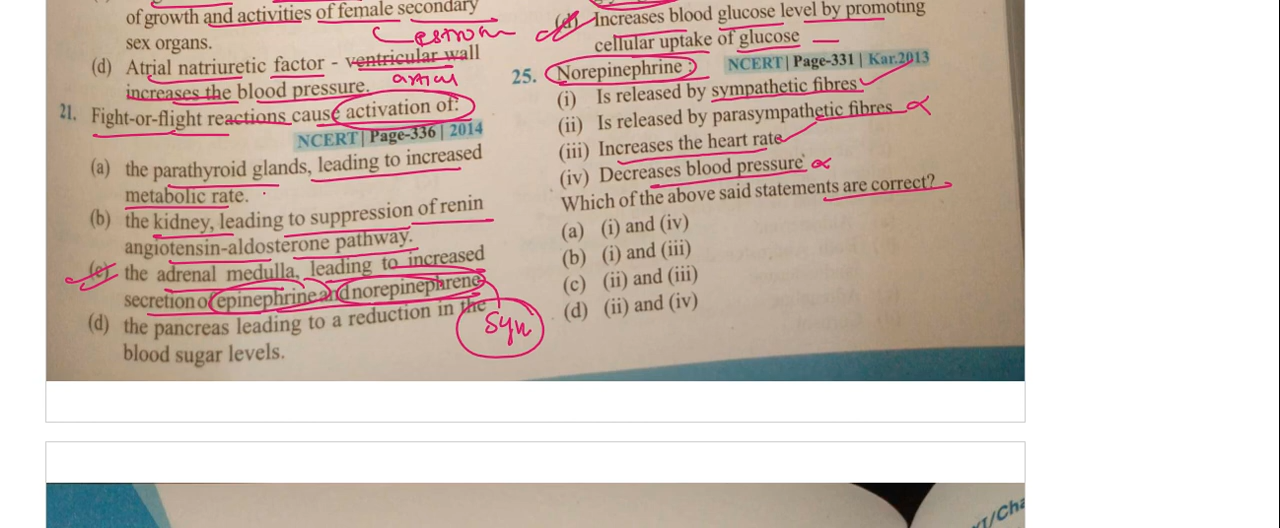 of growth and activities of female secondary
sex organs.
estrom
(d) Atrial natriuretic factor - ventricular wall
increases the blood pressure.
atrial
21. Fight-or-flight reactions cause activation of:
NCERT | Page-336 | 2014
(a) the parathyroid glands, leading to increased
metabolic rate.
(b) the kidney, leading to suppression of renin
angiotensin-aldosterone pathway.
(c) the adrenal medulla, leading to increased
secretion of epinephrine and norepinephrene
(d) the pancreas leading to a reduction in the
blood sugar levels.
Syn
(d) Increases blood glucose level by promoting
cellular uptake of glucose
25. Norepinephrine :
NCERT | Page-331 | Kar.2013
(i) Is released by sympathetic fibres
(ii) Is released by parasympathetic fibres
(iii) Increases the heart rate
(iv) Decreases blood pressure
Which of the above said statements are correct?
(a) (i) and (iv)
(b) (i) and (iii)
(c) (ii) and (iii)
(d) (ii) and (iv)